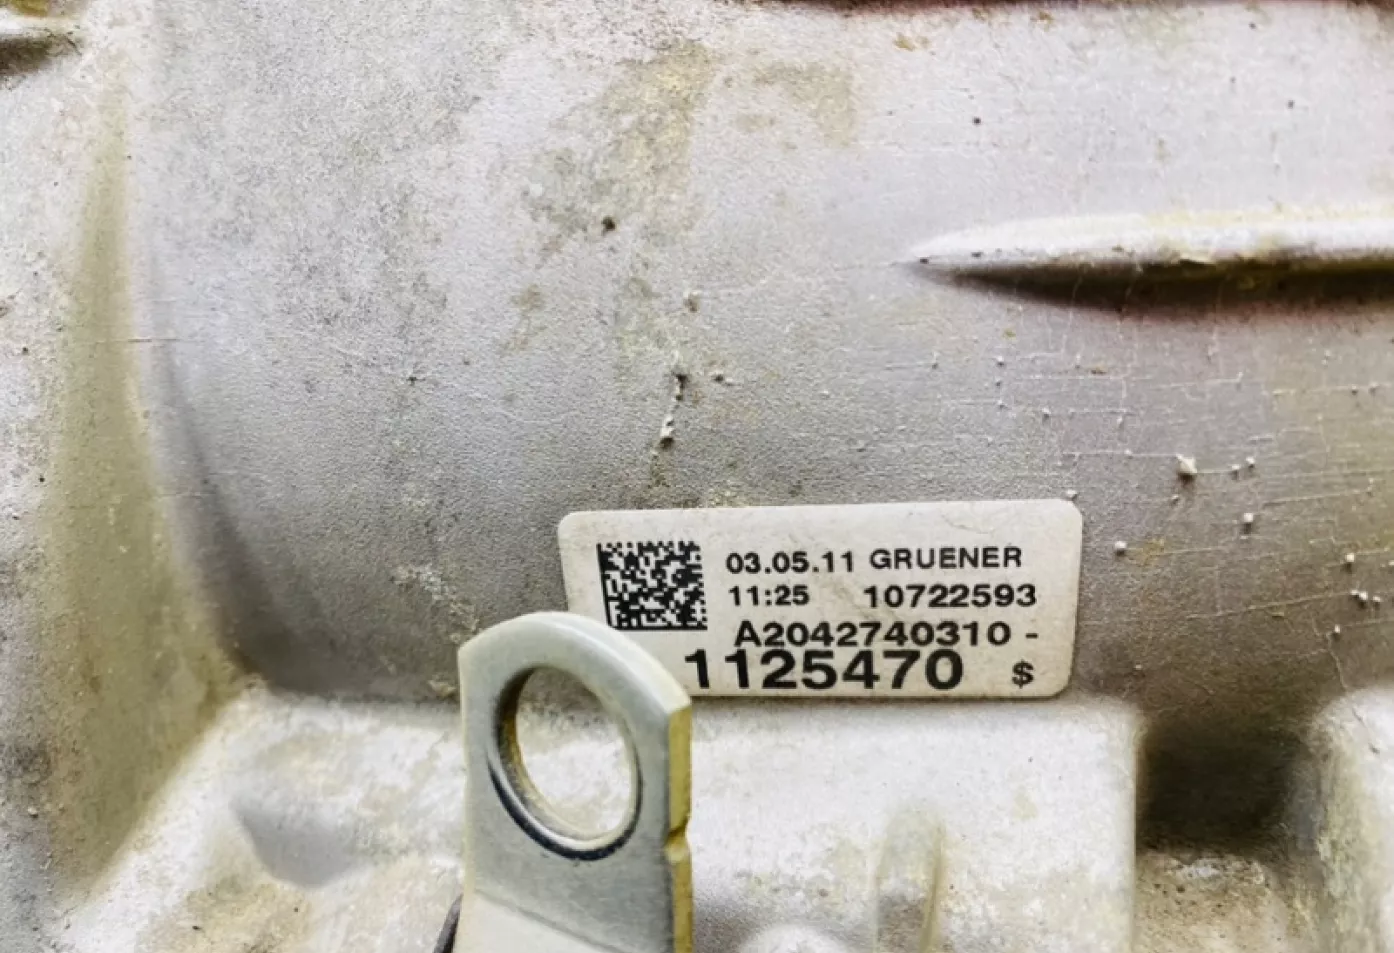 03.05.11 GRUENER
11:25 10722593
A2042740310 -
1125470 $